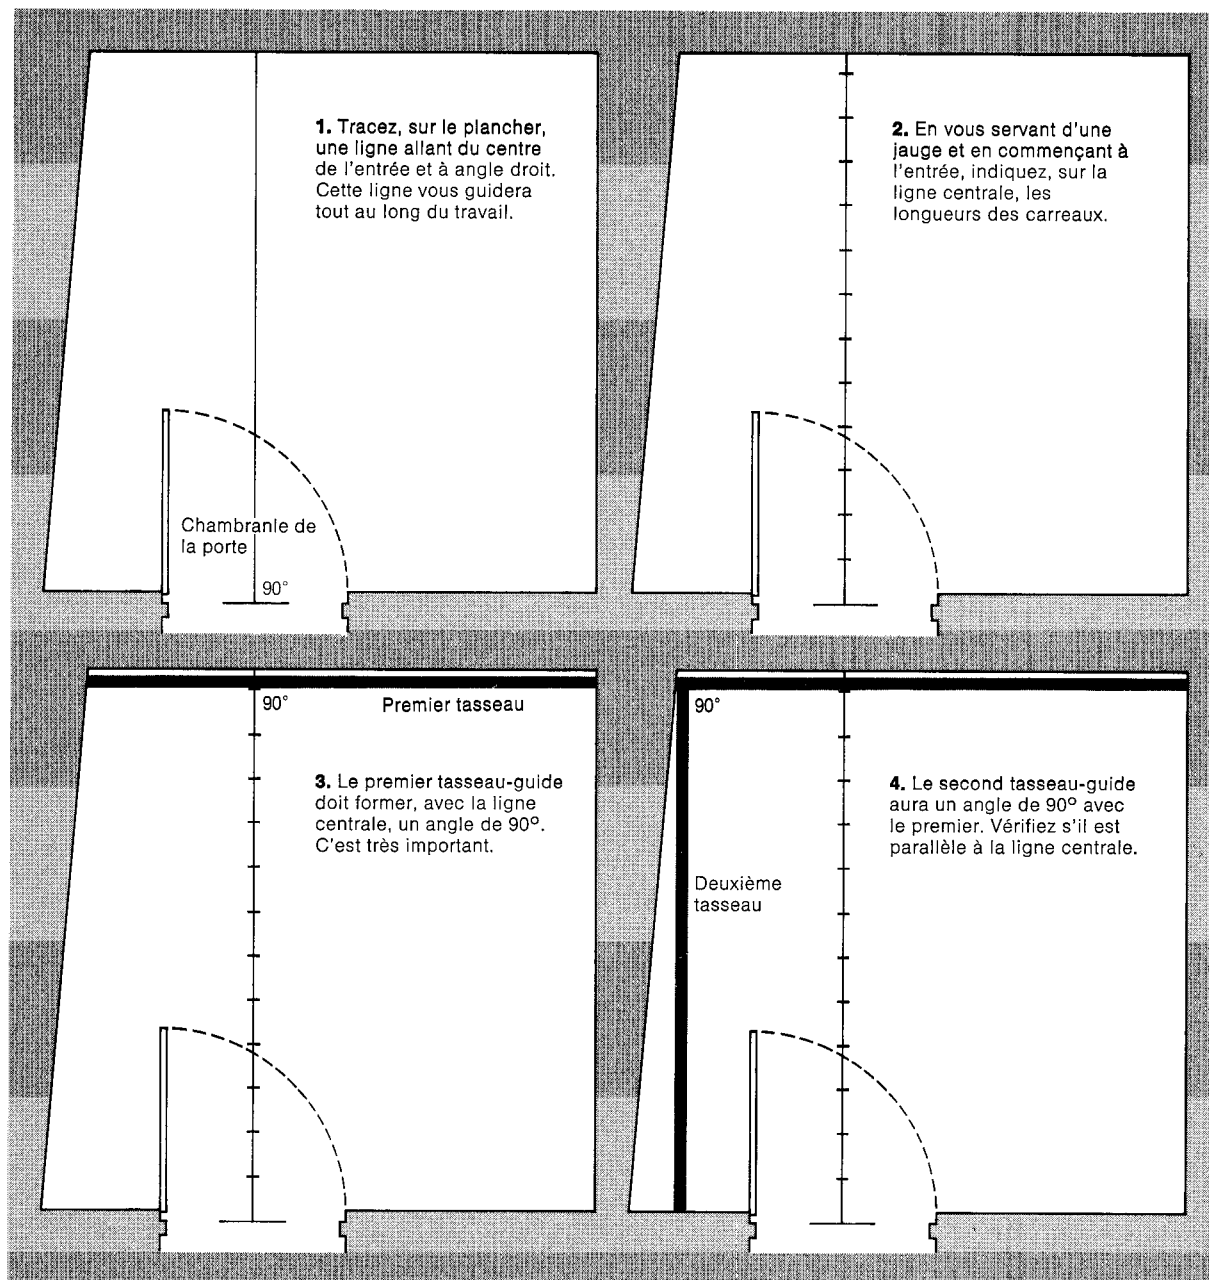 1. Tracez, sur le plancher,
une ligne allant du centre
de l'entrée et à angle droit.
Cette ligne vous guidera
tout au long du travail.
Chambranle de
la porte
90°
2. En vous servant d'une
jauge et en commençant à
l'entrée, indiquez, sur la
ligne centrale, les
longueurs des carreaux.
90°
Premier tasseau
3. Le premier tasseau-guide
doit former, avec la ligne
centrale, un angle de 90°.
C'est très important.
90°
4. Le second tasseau-guide
aura un angle de 90° avec
le premier. Vérifiez s'il est
parallèle à la ligne centrale.
Deuxième
tasseau